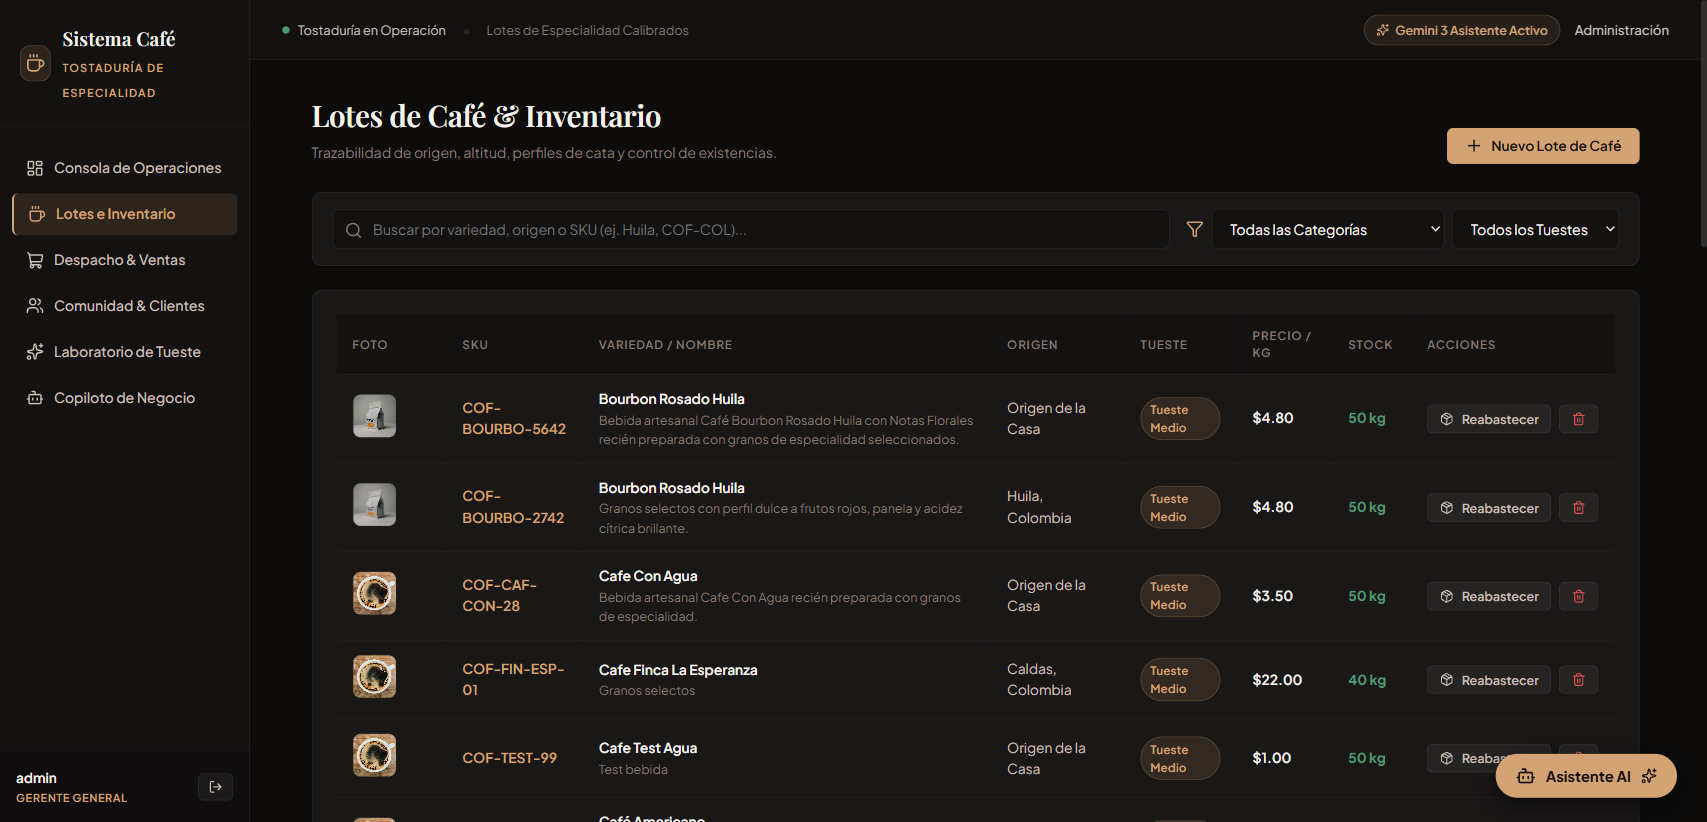 Sistema Café
TOSTADURÍA DE
ESPECIALIDAD
Tostaduría en Operación
Lotes de Especialidad Calibrados
Gemini 3 Asistente Activo
Administración
Consola de Operaciones
Lotes e Inventario
Despacho & Ventas
Comunidad & Clientes
Laboratorio de Tueste
Copiloto de Negocio
admin
GERENTE GENERAL
Lotes de Café & Inventario
Trazabilidad de origen, altitud, perfiles de cata y control de existencias.
Nuevo Lote de Café
Buscar por variedad, origen o SKU (ej. Huila, COF-COL)...
Todas las Categorías
Todos los Tuestes
FOTO
SKU
VARIEDAD / NOMBRE
ORIGEN
TUESTE
PRECIO /
KG
STOCK
ACCIONES
COF-
BOURBO-5642
Bourbon Rosado Huila
Bebida artesanal Café Bourbon Rosado Huila con Notas Florales
recién preparada con granos de especialidad seleccionados.
Origen de la
Casa
Tueste
Medio
$4.80
50 kg
Reabastecer
COF-
BOURBO-2742
Bourbon Rosado Huila
Granos selectos con perfil dulce a frutos rojos, panela y acidez
cítrica brillante.
Huila,
Colombia
Tueste
Medio
$4.80
50 kg
Reabastecer
COF-CAF-
CON-28
Cafe Con Agua
Bebida artesanal Cafe Con Agua recién preparada con granos
de especialidad.
Origen de la
Casa
Tueste
Medio
$3.50
50 kg
Reabastecer
COF-FIN-ESP-
01
Cafe Finca La Esperanza
Granos selectos
Caldas,
Colombia
Tueste
Medio
$22.00
40 kg
Reabastecer
COF-TEST-99
Cafe Test Agua
Test bebida
Origen de la
Casa
Tueste
Medio
$1.00
50 kg
Reabas
Asistente AI
Café Americano